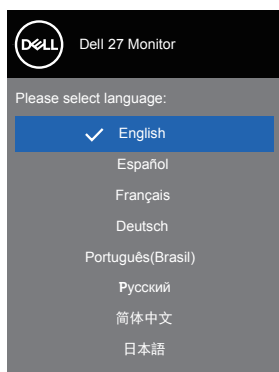 DELL
Dell 27 Monitor
Please select language:
English
Español
Français
Deutsch
Português(Brasil)
Русский
简体中文
日本語